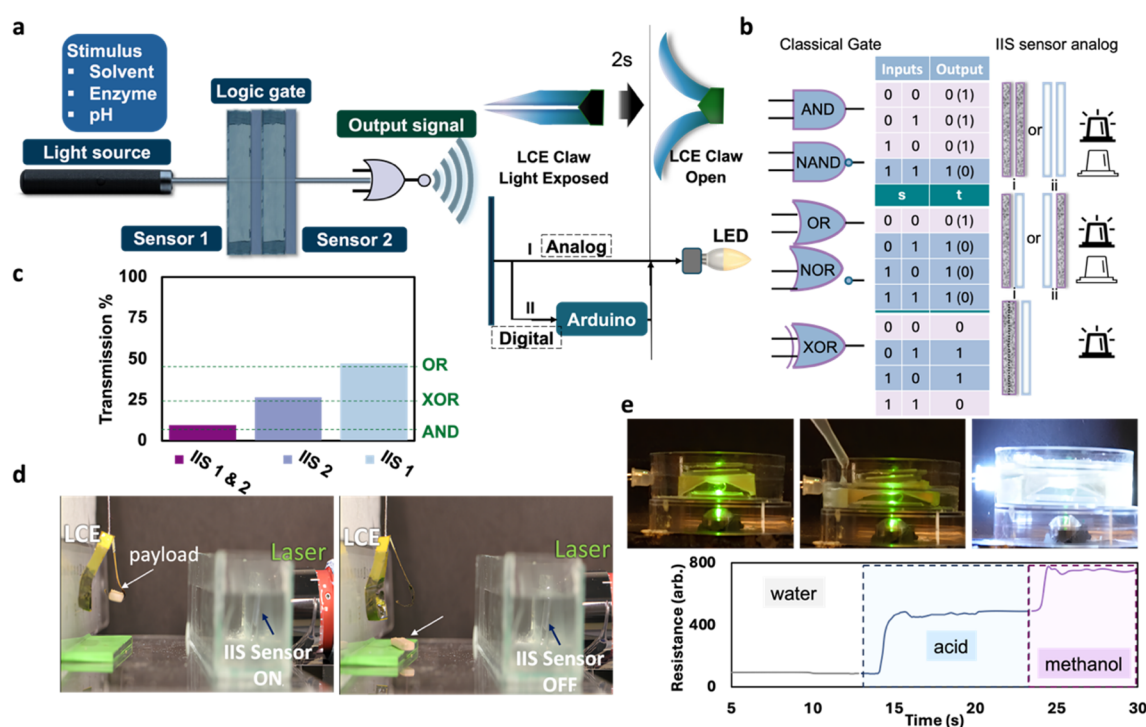 a
Stimulus
▪ Solvent
▪ Enzyme
▪ pH
Logic gate
Light source
Output signal
Sensor 1
Sensor 2
2s
LCE Claw
Light Exposed
LCE Claw
Open
I
Analog
LED
II
Arduino
Digital
b
Classical Gate
IIS sensor analog
Inputs
Output
AND
NAND
0 0 0 (1)
0 1 0 (1)
1 0 0 (1)
1 1 1 (0)
or
i
ii
s
t
OR
NOR
0 0 0 (1)
0 1 1 (0)
1 0 1 (0)
1 1 1 (0)
or
i
ii
XOR
0 0 0
0 1 1
1 0 1
1 1 0
c
Transmission %
100
75
50
25
0
OR
XOR
AND
IIS 1 & 2
IIS 2
IIS 1
d
LCE
payload
Laser
IIS Sensor
ON
LCE
Laser
IIS Sensor
OFF
e
Resistance (arb.)
800
400
0
water
acid
methanol
5
15
20
25
30
Time (s)